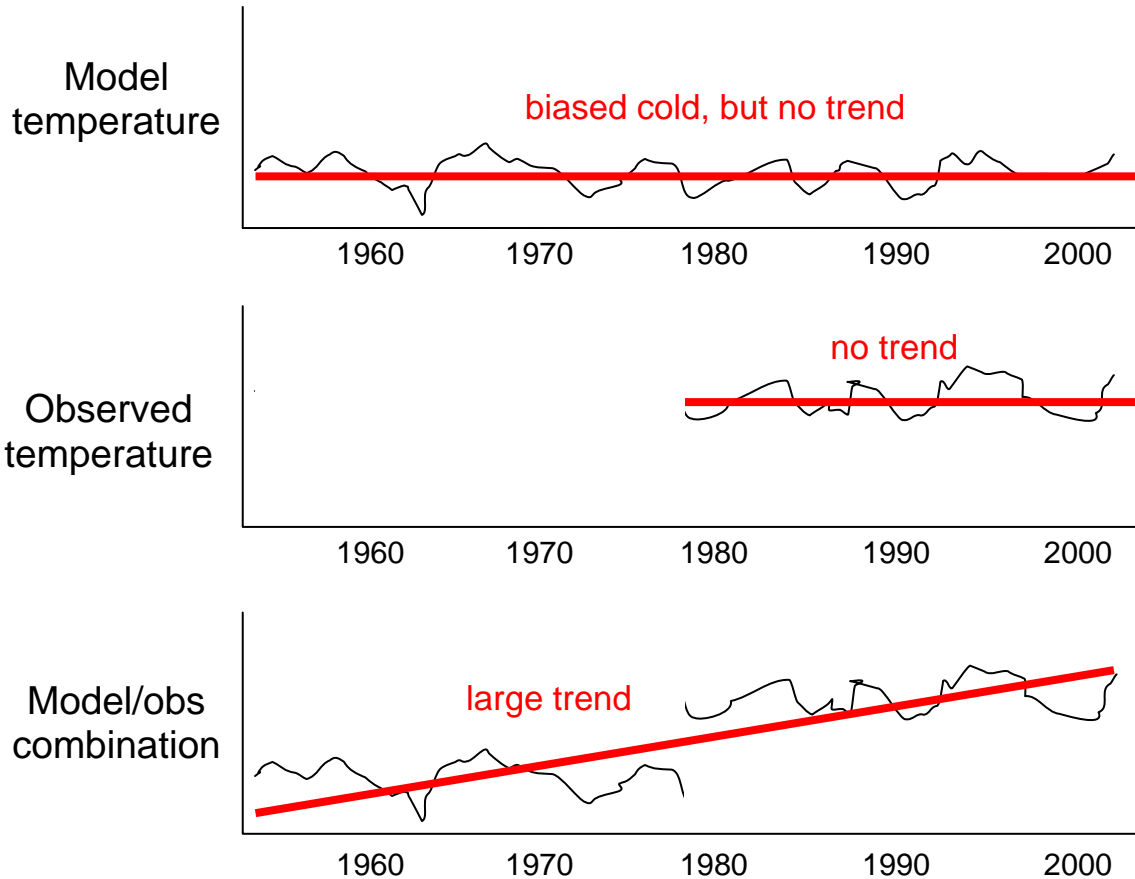 Model
temperature
biased cold, but no trend
1960 1970 1980 1990 2000
Observed
temperature
no trend
1960 1970 1980 1990 2000
Model/obs
combination
large trend
1960 1970 1980 1990 2000